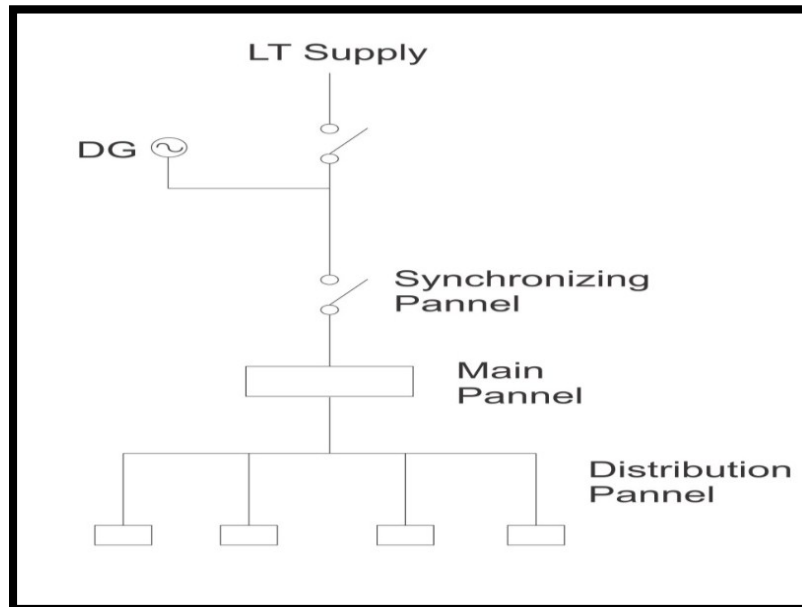 LT Supply
DG
Synchronizing
Pannel
Main
Pannel
Distribution
Pannel